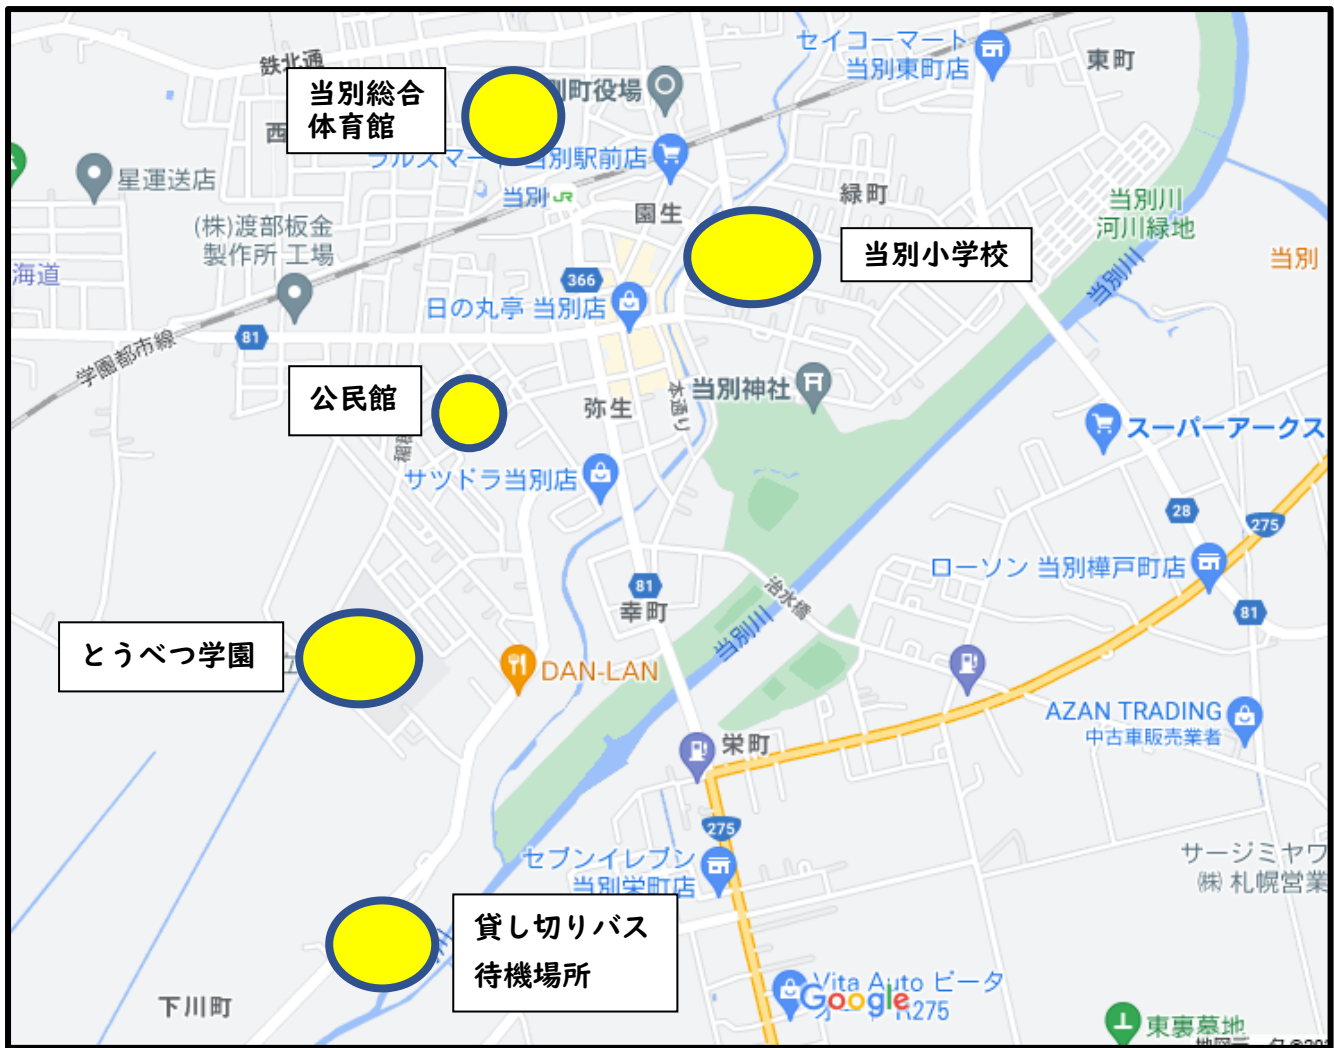 セイコーマート
当別東町店
東町
鉄北通
当別総合
体育館
町役場
西
当別駅前店
星運送店
当別
JR
園生
緑町
当別川
河川緑地
(株)渡部板金
製作所 工場
当別小学校
海道
当別
366
日の丸亭 当別店
当別川
81
学園都市線
公民館
弥生
本通り
当別神社
スーパーアークス
サツドラ当別店
28
275
ローソン 当別樺戸町店
81
幸町
治水橋
当別川
81
とうべつ学園
DAN-LAN
AZAN TRADING
中古車販売業者
栄町
275
セブンイレブン
当別栄町店
サージミヤワ
㈱ 札幌営業
貸し切りバス
待機場所
下川町
Vita Auto ビータ
R275
Google
東裏墓地